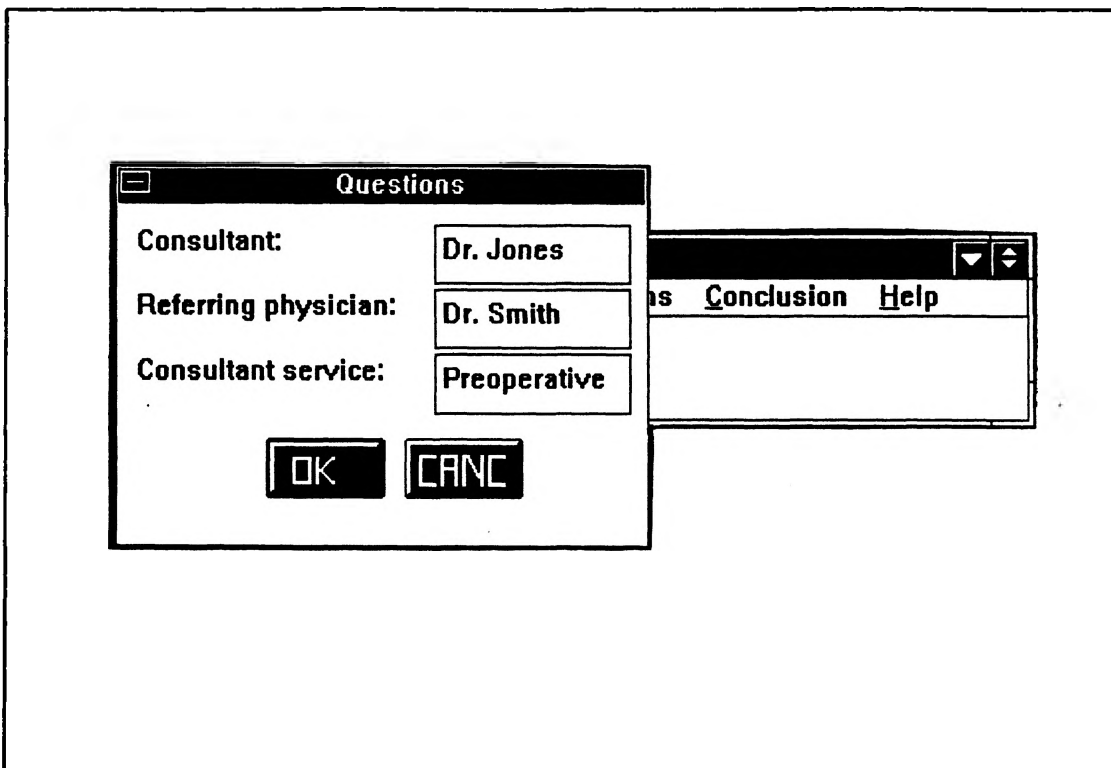 Questions
Consultant: Dr. Jones
Referring physician: Dr. Smith
Consultant service: Preoperative
OK CANC
ns Conclusion Help